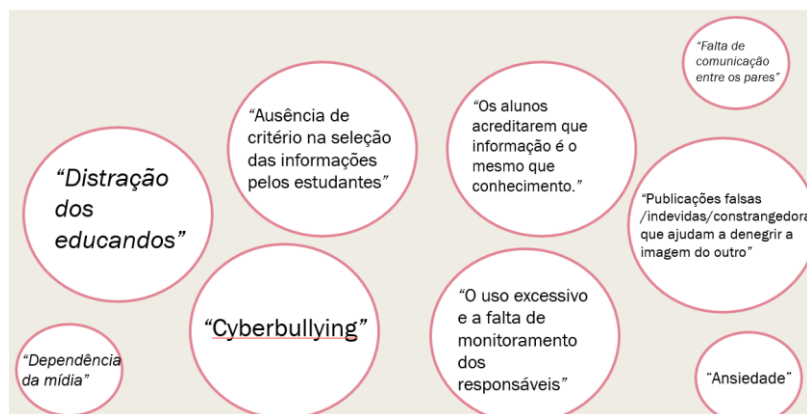 “Distração
dos
educandos”
“Ausência de
critério na seleção
das informações
pelos estudantes”
“Os alunos
acreditarem que
informação é o
mesmo que
conhecimento.”
“Falta de
comunicação
entre os pares”
“Publicações falsas
/indevidas/constrangedora
que ajudam a denegrir a
imagem do outro”
“Dependência
da mídia”
“Cyberbullying”
“O uso excessivo
e a falta de
monitoramento
dos
responsáveis”
“Ansiedade”